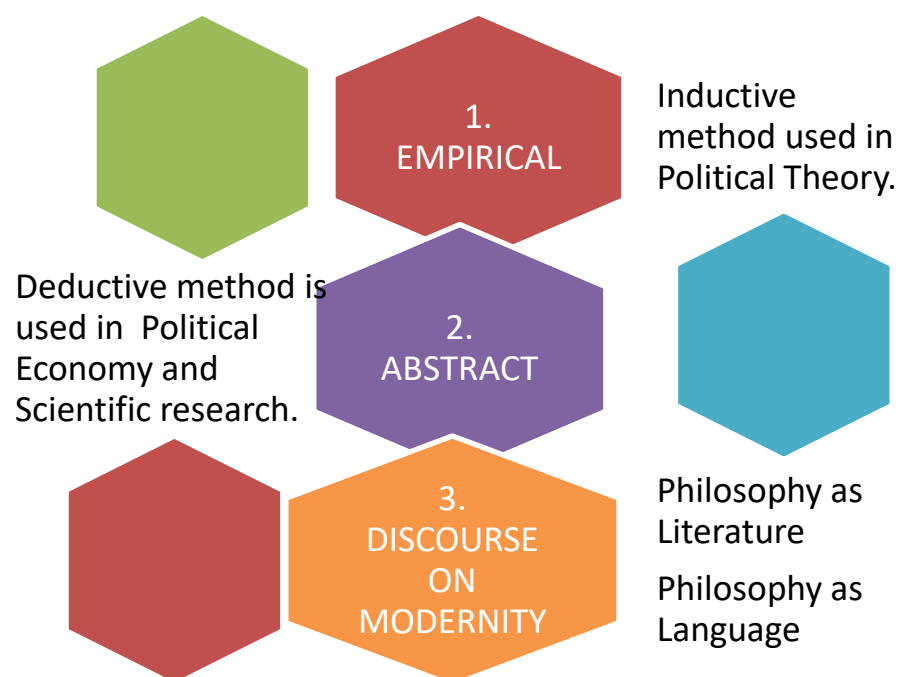 1.
EMPIRICAL
Inductive
method used in
Political Theory.
Deductive method is
used in Political
Economy and
Scientific research.
2.
ABSTRACT
3.
DISCOURSE
ON
MODERNITY
Philosophy as
Literature
Philosophy as
Language